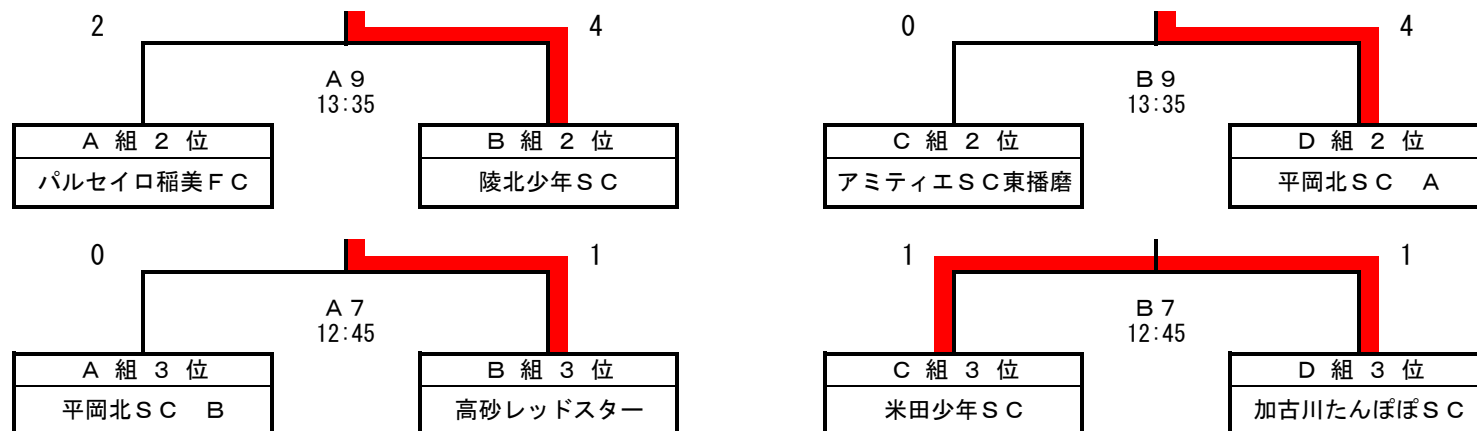 2 4 0 4
Ａ９ Ｂ９
13:35 13:35
Ａ 組 ２ 位 Ｂ 組 ２ 位 Ｃ 組 ２ 位 Ｄ 組 ２ 位
パルセイロ稲美ＦＣ 陵北少年ＳＣ アミティエＳＣ東播磨 平岡北ＳＣ Ａ
0 1 1 1
Ａ７ Ｂ７
12:45 12:45
Ａ 組 ３ 位 Ｂ 組 ３ 位 Ｃ 組 ３ 位 Ｄ 組 ３ 位
平岡北ＳＣ Ｂ 高砂レッドスター 米田少年ＳＣ 加古川たんぽぽＳＣ